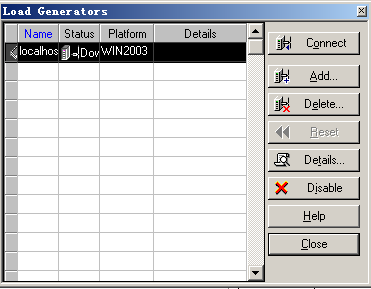 Load Generators
Name Status Platform Details
localhos Dov WIN2003
Connect
Add...
Delete...
Reset
Details...
Disable
Help
Close